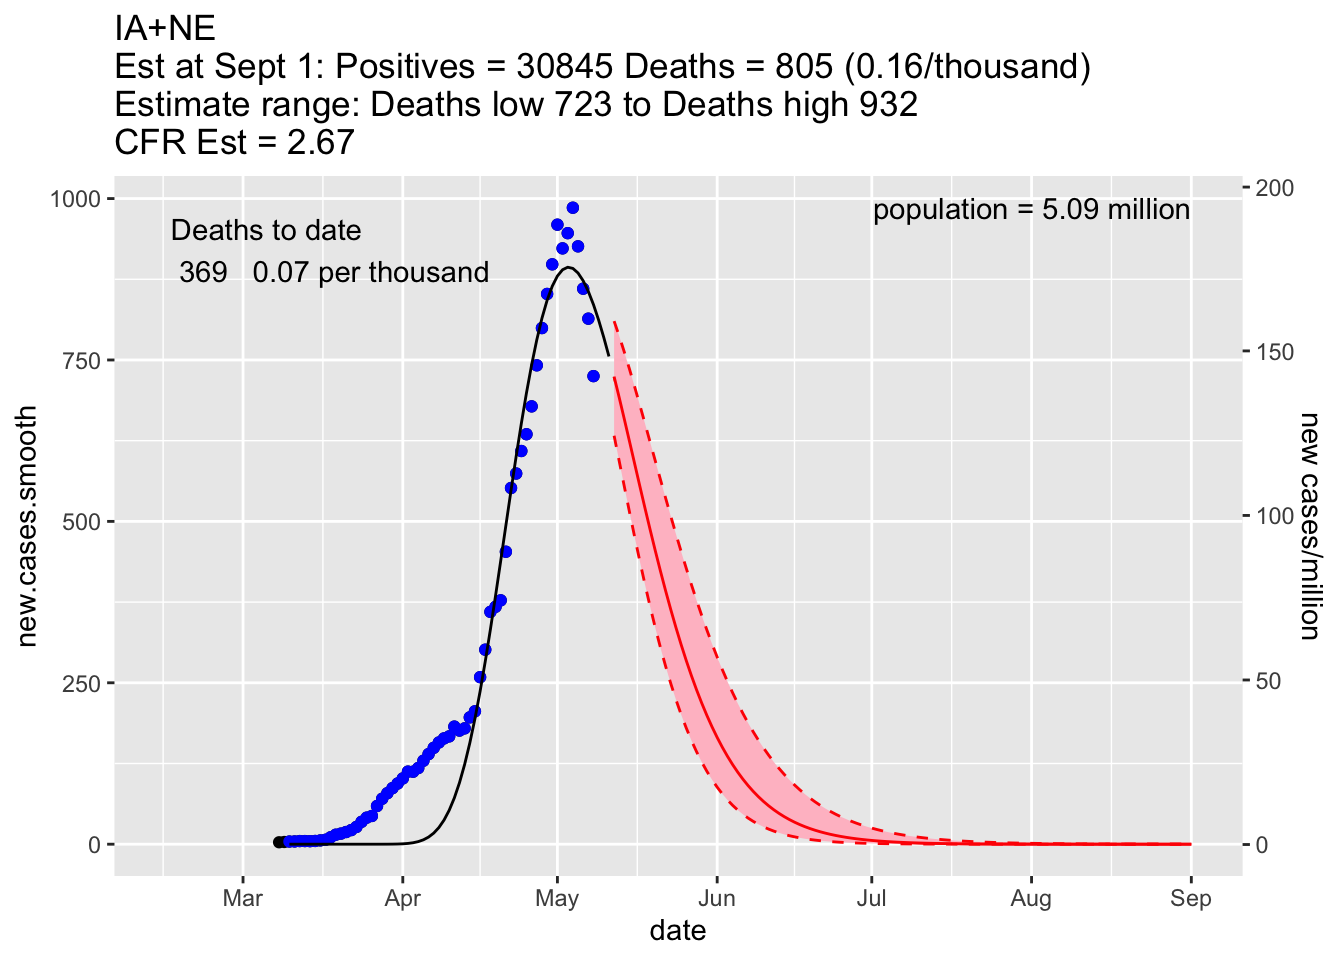 IA+NE
Est at Sept 1: Positives = 30845 Deaths = 805 (0.16/thousand)
Estimate range: Deaths low 723 to Deaths high 932
CFR Est = 2.67
Deaths to date
369 0.07 per thousand
population = 5.09 million
1000
750
500
250
0
new.cases.smooth
200
150
100
50
0
new cases/million
Mar Apr May Jun Jul Aug Sep
date